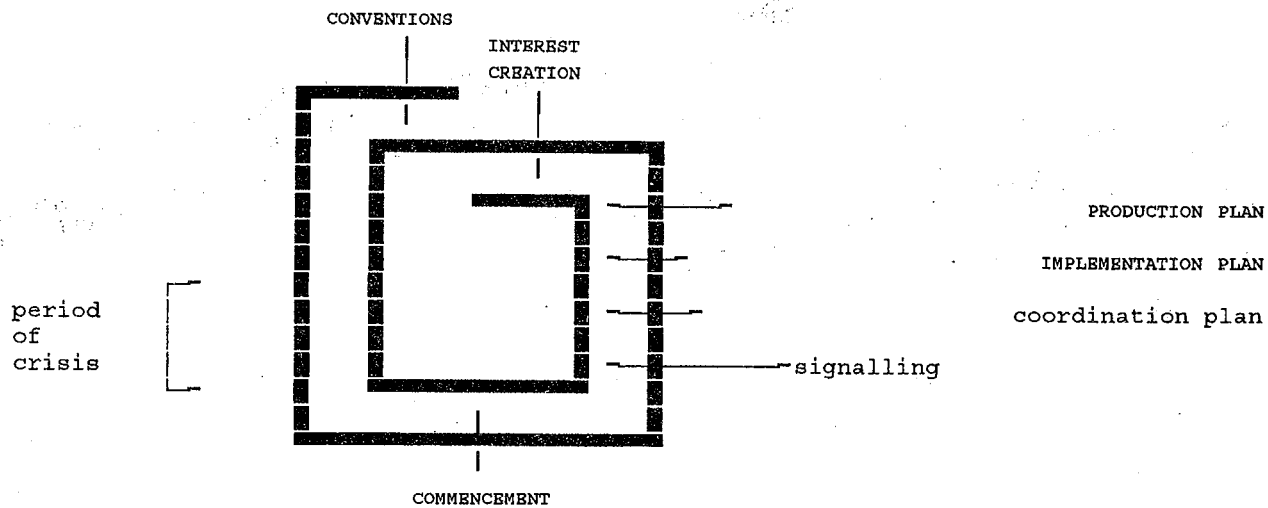 CONVENTIONS
INTEREST
CREATION
PRODUCTION PLAN
IMPLEMENTATION PLAN
period
of
crisis
coordination plan
signalling
COMMENCEMENT